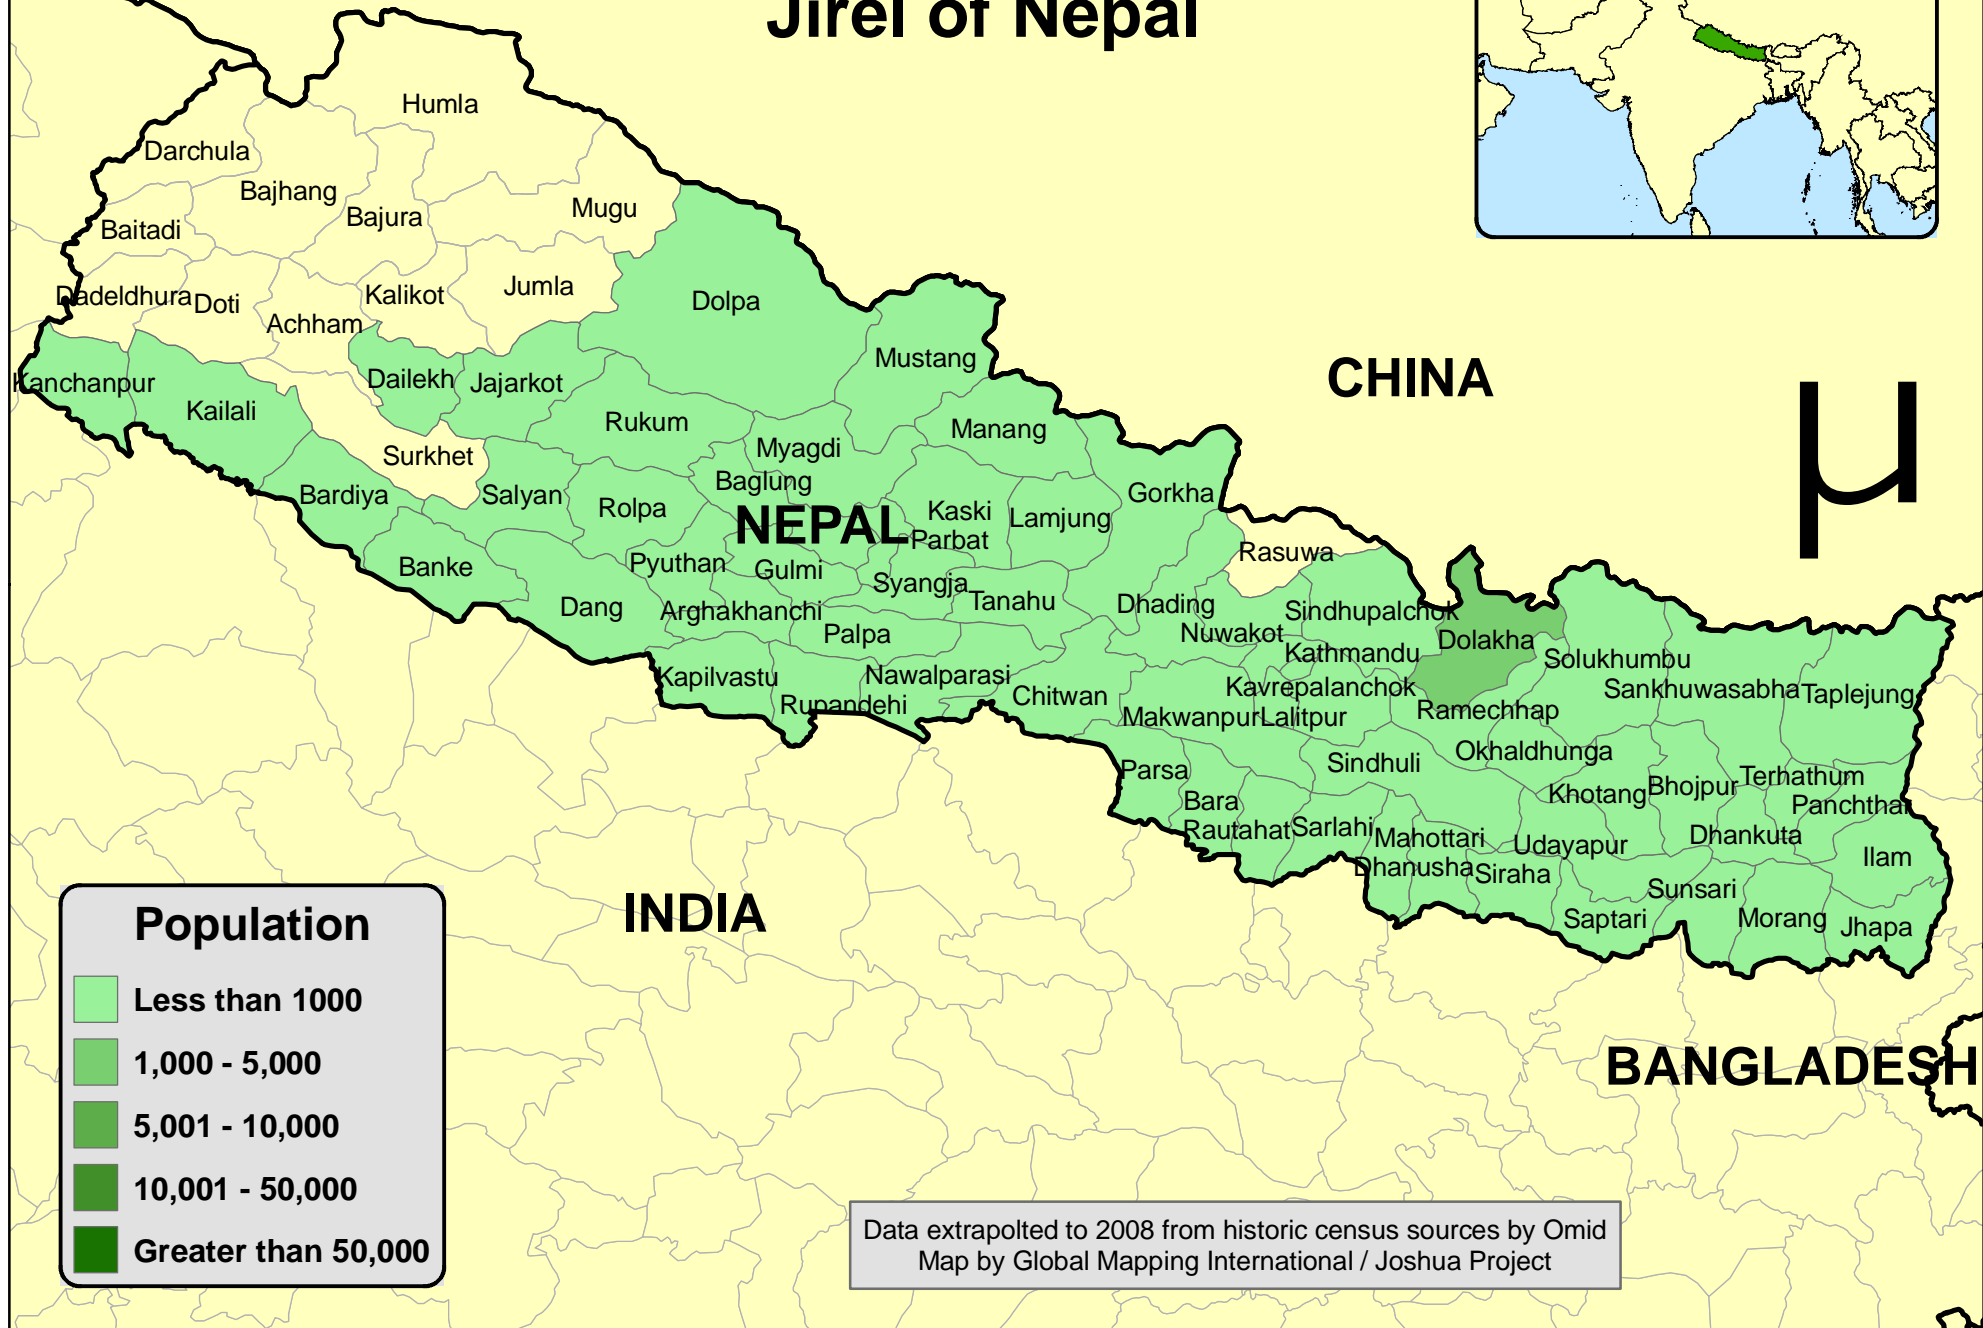 Jirel of Nepal
Humla
Darchula
Bajhang
Mugu
Bajura
Baitadi
Jumla
Kalikot
Dadeldhura
Doti
Dolpa
Achham
Mustang
CHINA
Dailekh
Jajarkot
Kanchanpur
Kailali
Rukum
Manang
Myagdi
Surkhet
Baglung
Gorkha
Bardiya
Salyan
Rolpa
Kaski
Lamjung
NEPAL
Parbat
Rasuwa
Pyuthan
Banke
Gulmi
Syangja
Tanahu
Dhading
Dang
Arghakhanchi
Sindhupalchok
Palpa
Nuwakot
Dolakha
Kathmandu
Solukhumbu
Kapilvastu
Nawalparasi
Kavrepalanchok
Sankhuwasabha
Taplejung
Chitwan
Rupandehi
Makwanpur
Lalitpur
Ramechhap
Okhaldhunga
Sindhuli
Parsa
Terhathum
Bhojpur
Khotang
Panchthar
Bara
Rautahat
Sarlahi
Mahottari
Dhankuta
Udayapur
Ilam
Dhanusha
Siraha
Sunsari
Saptari
Morang
Jhapa
µ
INDIA
BANGLADESH
Population
Less than 1000
1,000 - 5,000
5,001 - 10,000
10,001 - 50,000
Greater than 50,000
Data extrapolted to 2008 from historic census sources by Omid
Map by Global Mapping International / Joshua Project